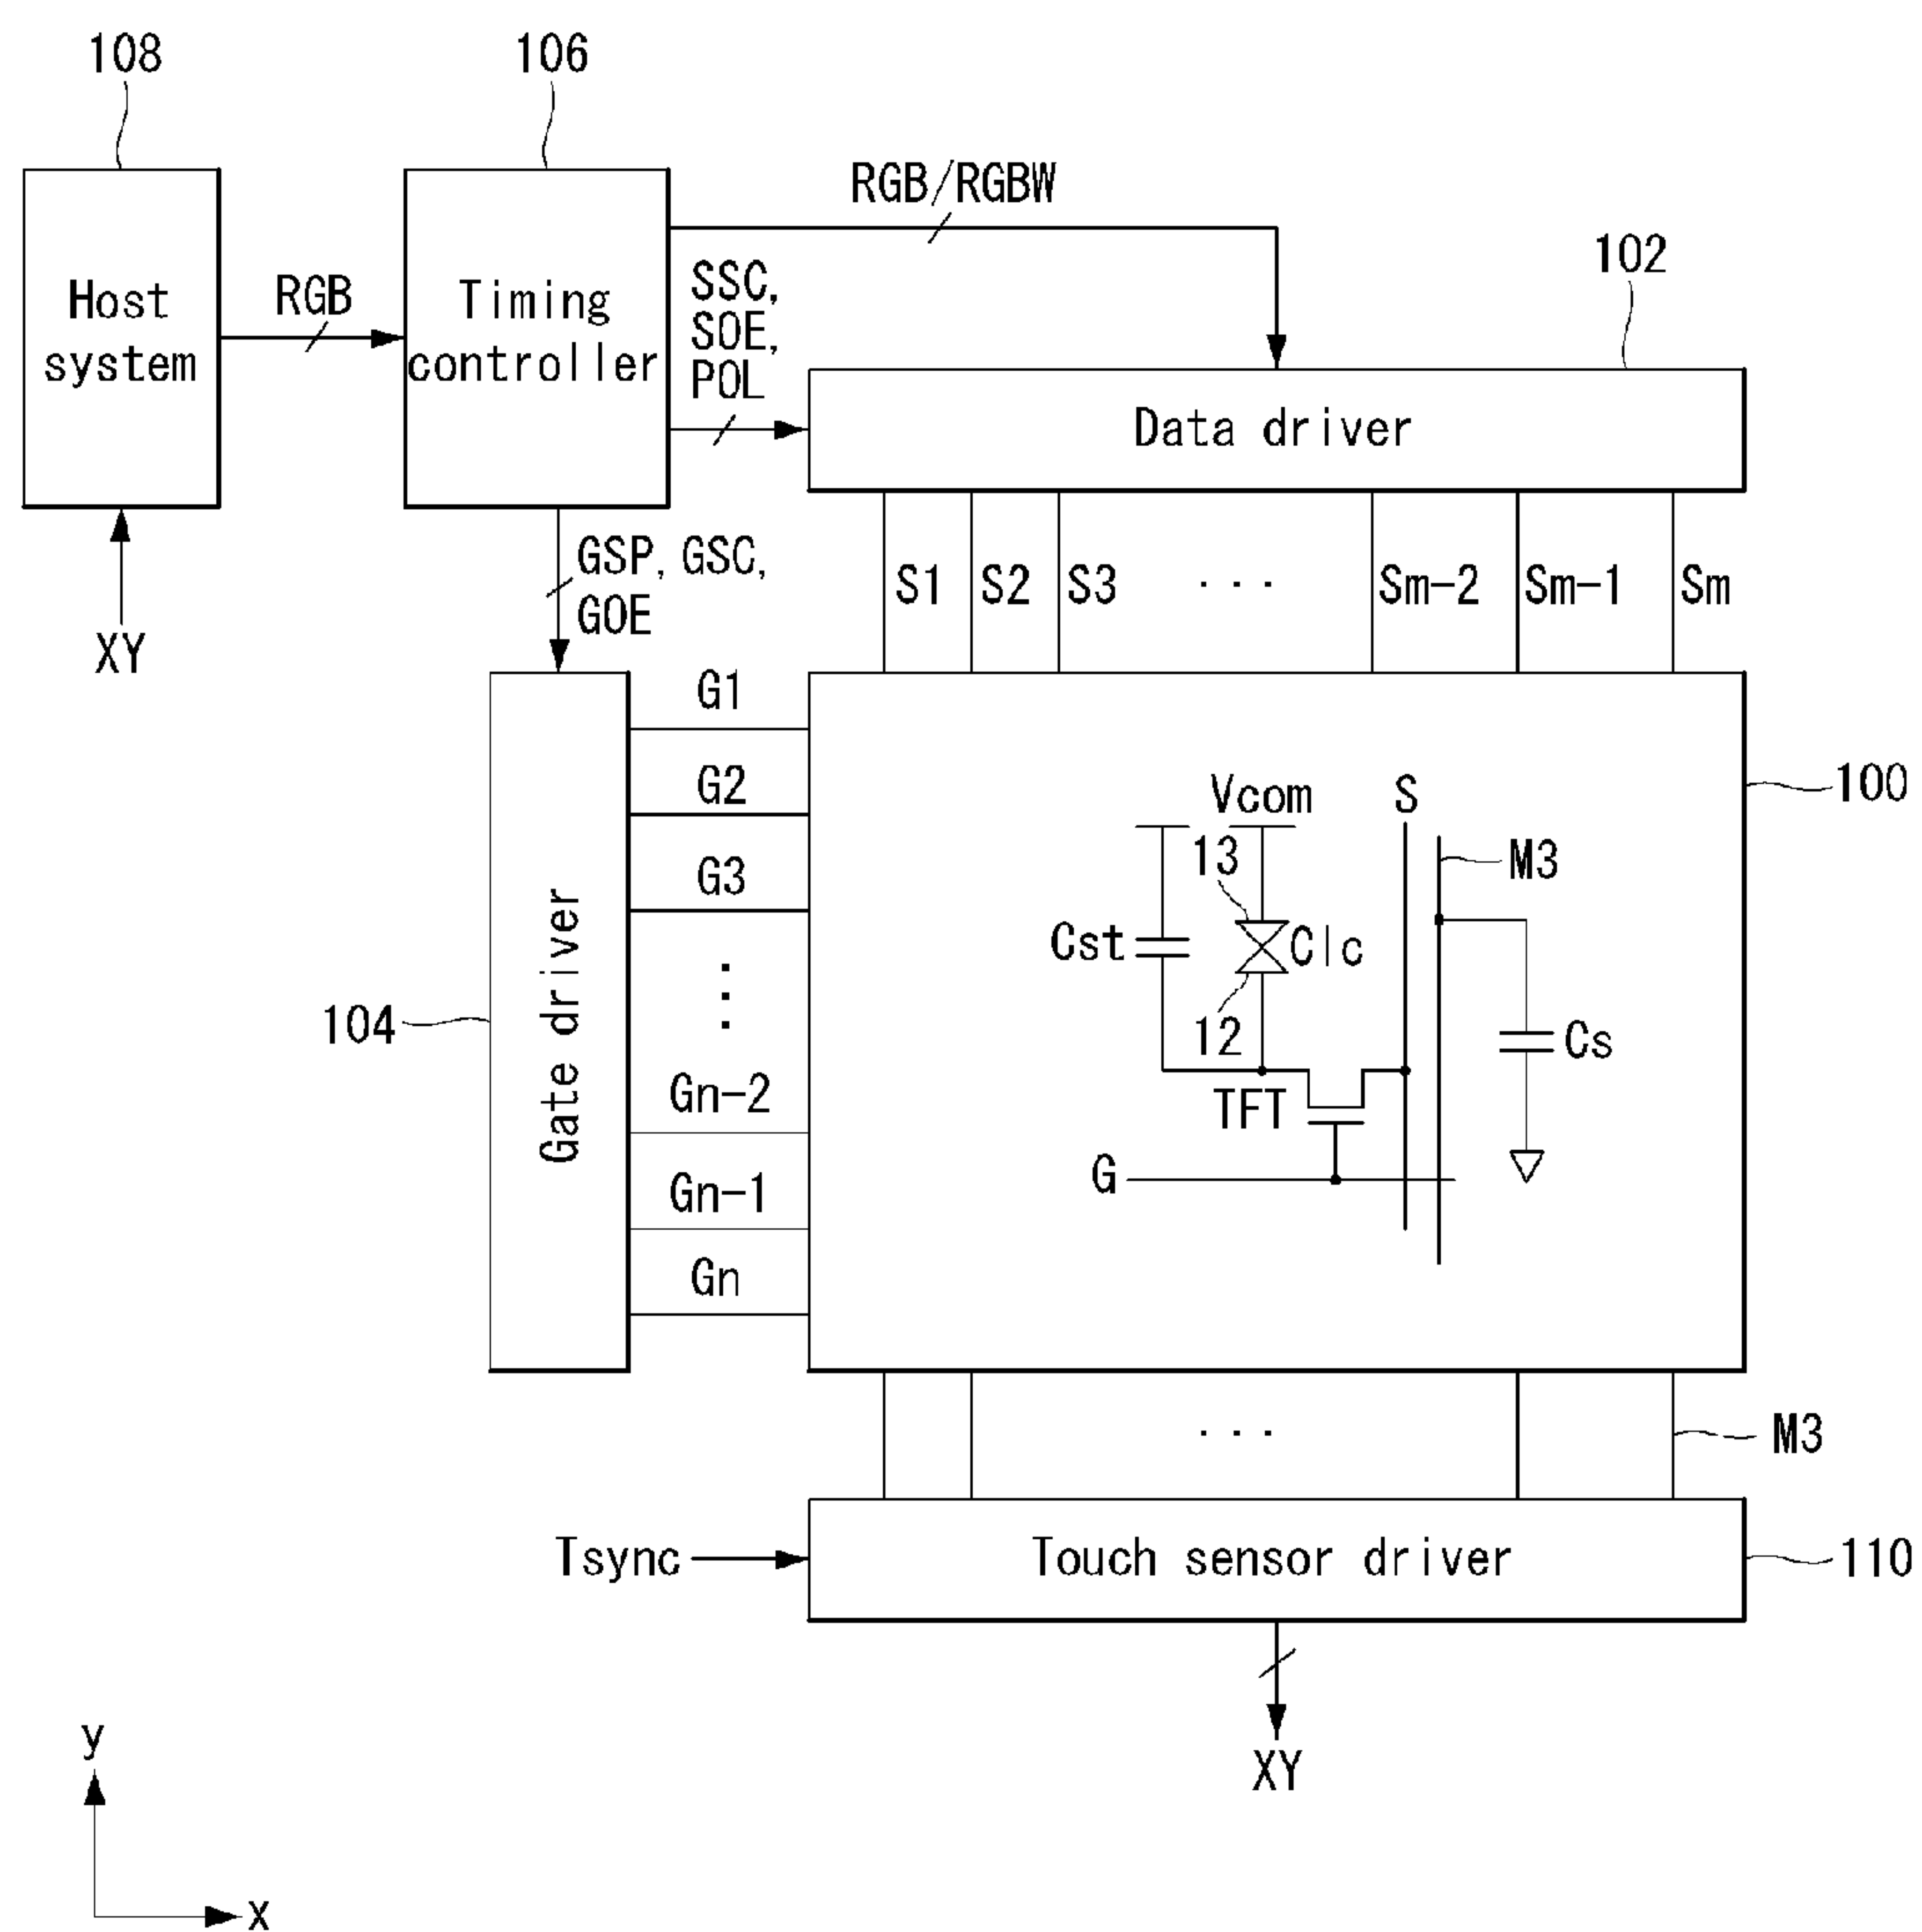 108
106
RGB/RGBW
102
Host
system
RGB
Timing
controller
SSC,
SOE,
POL
Data driver
GSP, GSC,
GOE
XY
S1
S2
S3
...
Sm-2
Sm-1
Sm
G1
G2
G3
Gn-2
Gn-1
Gn
Gate driver
104
100
Vcom
S
13
M3
Cst
Clc
12
Cs
TFT
G
...
M3
Tsync
Touch sensor driver
110
XY
y
x